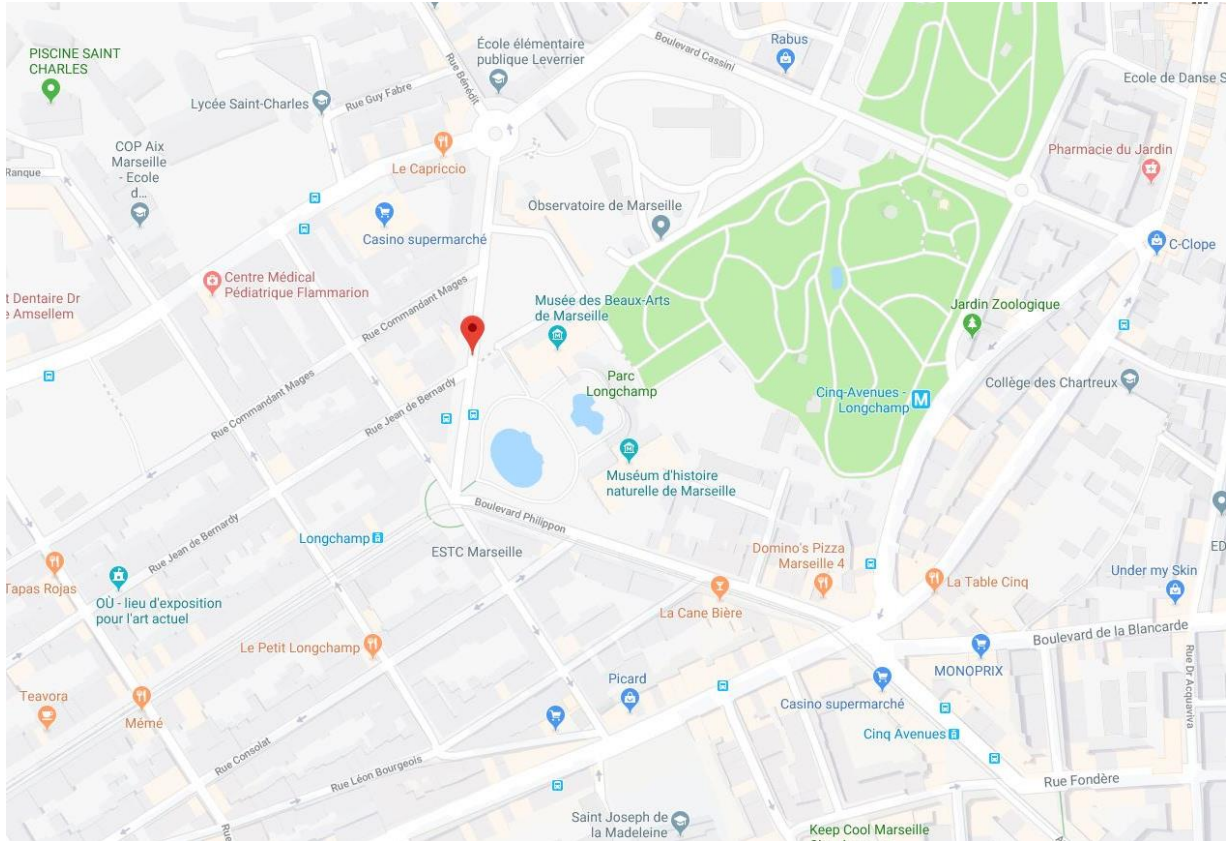 PISCINE SAINT
CHARLES
Lycée Saint-Charles
Rue Guy Fabre
Rue Bénédit
École élémentaire
publique Leverrier
Boulevard Cassini
Rabus
Ecole de Danse S
COP Aix
Marseille
- Ecole
d...
Ranque
Le Capriccio
Pharmacie du Jardin
Casino supermarché
Observatoire de Marseille
C-Clope
Centre Médical
Pédiatrique Flammarion
t Dentaire Dr
e Amsellem
Rue Commandant Mages
Musée des Beaux-Arts
de Marseille
Jardin Zoologique
Rue Commandant Mages
Rue Jean de Bernardy
Parc
Longchamp
Cinq-Avenues -
Longchamp
M
Collège des Chartreux
Muséum d'histoire
naturelle de Marseille
Boulevard Philippon
Rue Jean de Bernardy
Longchamp
ESTC Marseille
ED
Tapas Rojas
OÙ - lieu d'exposition
pour l'art actuel
Domino's Pizza
Marseille 4
La Table Cinq
Under my Skin
La Cane Bière
Le Petit Longchamp
Boulevard de la Blancarde
MONOPRIX
Rue Dr Acquaviva
Teavora
Mémé
Picard
Casino supermarché
Cinq Avenues
Rue Consolat
Rue Léon Bourgeois
Rue Fondère
Rue
Saint Joseph de
la Madeleine
Keep Cool Marseille